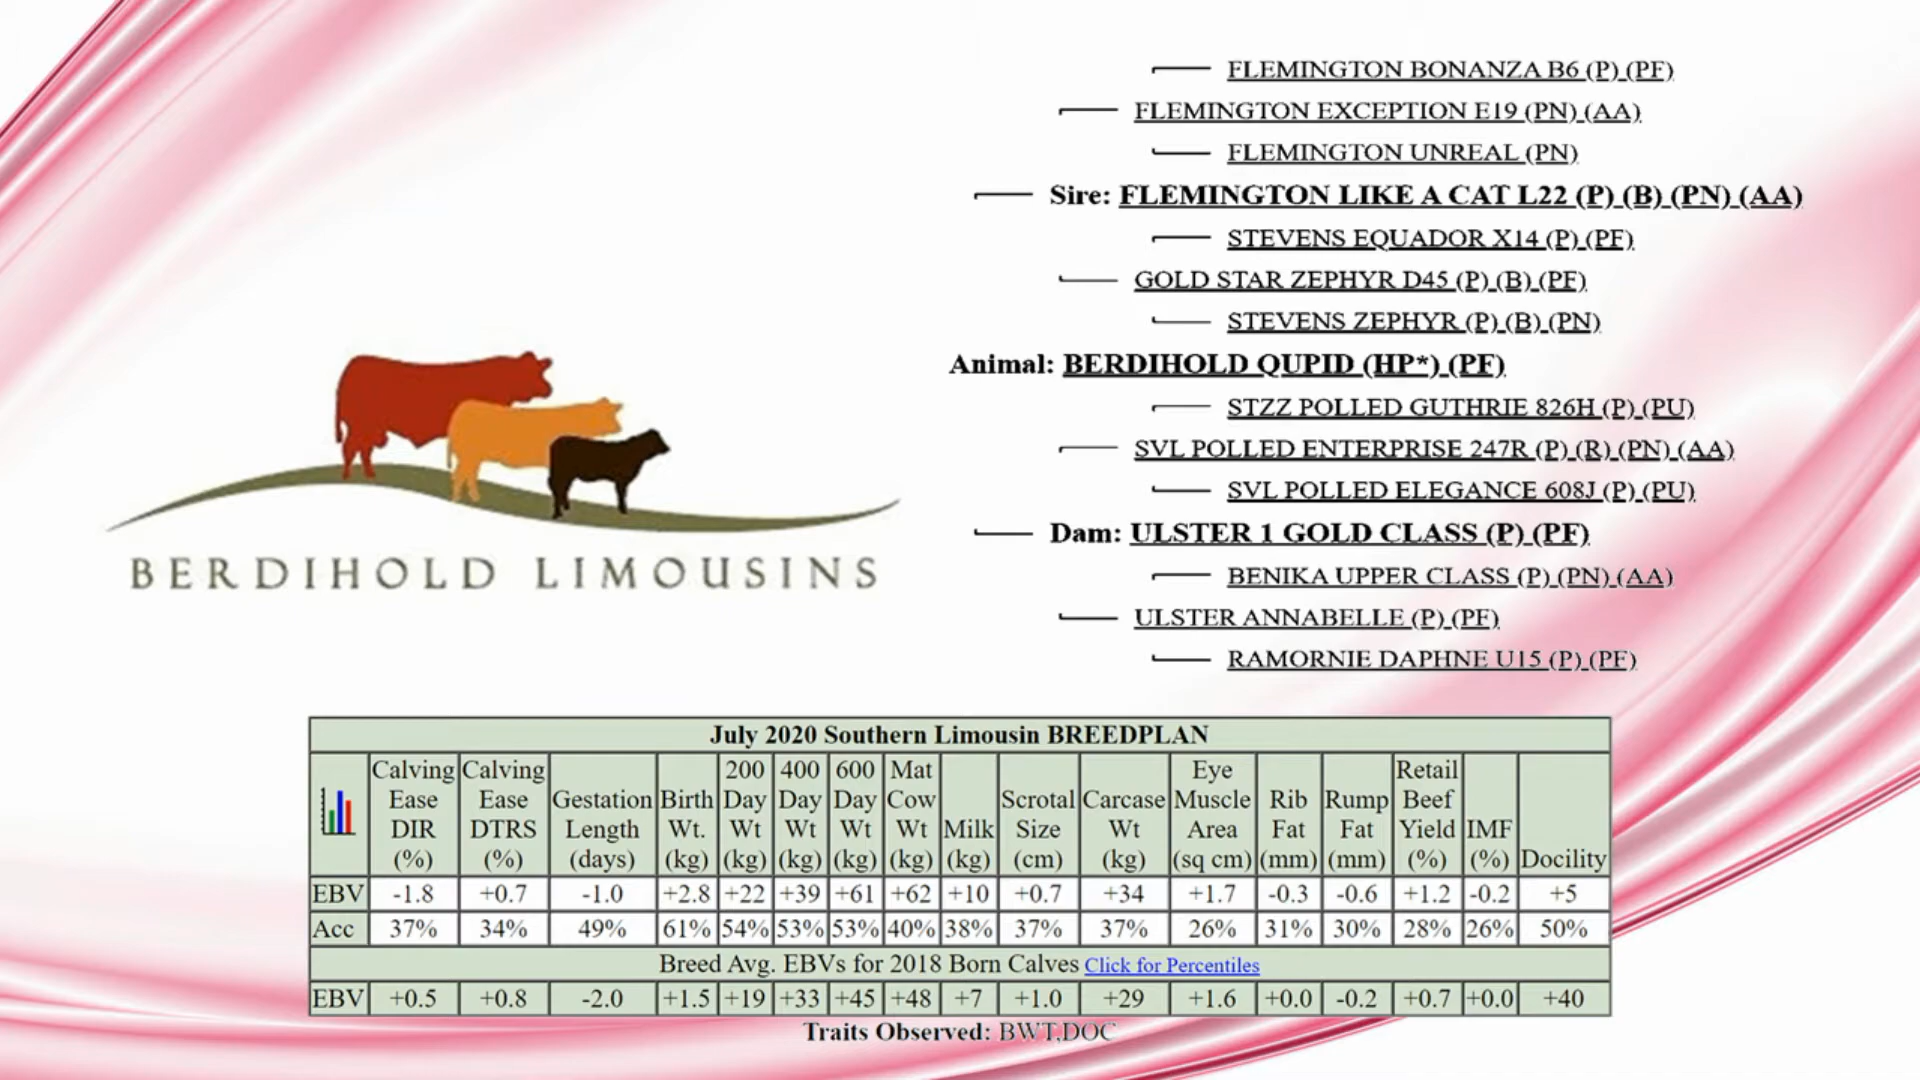 FLEMINGTON BONANZA B6 (P) (PF)
FLEMINGTON EXCEPTION E19 (PN) (AA)
FLEMINGTON UNREAL (PN)
Sire: FLEMINGTON LIKE A CAT L22 (P) (B) (PN) (AA)
STEVENS EQUADOR X14 (P) (PF)
GOLD STAR ZEPHYR D45 (P) (B) (PF)
STEVENS ZEPHYR (P) (B) (PN)
Animal: BERDIHOLD QUPID (HP*) (PF)
STZZ POLLED GUTHRIE 826H (P) (PU)
SVL POLLED ENTERPRISE 247R (P) (R) (PN) (AA)
SVL POLLED ELEGANCE 608J (P) (PU)
Dam: ULSTER 1 GOLD CLASS (P) (PF)
BENIKA UPPER CLASS (P) (PN) (AA)
ULSTER ANNABELLE (P) (PF)
RAMORNIE DAPHNE U15 (P) (PF)
BERDIHOLD LIMOUSINS
July 2020 Southern Limousin BREEDPLAN
Calving Ease DIR (%) Calving Ease DTRS (%) Gestation Length (days) Birth Wt. (kg) 200 Day Wt (kg) 400 Day Wt (kg) 600 Day Wt (kg) Mat Cow Wt (kg) Milk (kg) Scrotal Size (cm) Carcase Wt (kg) Eye Muscle Area (sq cm) Rib Fat (mm) Rump Fat (mm) Retail Beef Yield (%) IMF (%) Docility
EBV -1.8 +0.7 -1.0 +2.8 +22 +39 +61 +62 +10 +0.7 +34 +1.7 -0.3 -0.6 +1.2 -0.2 +5
Acc 37% 34% 49% 61% 54% 53% 53% 40% 38% 37% 37% 26% 31% 30% 28% 26% 50%
Breed Avg. EBVs for 2018 Born Calves Click for Percentiles
EBV +0.5 +0.8 -2.0 +1.5 +19 +33 +45 +48 +7 +1.0 +29 +1.6 +0.0 -0.2 +0.7 +0.0 +40
Traits Observed: BWT,DOC